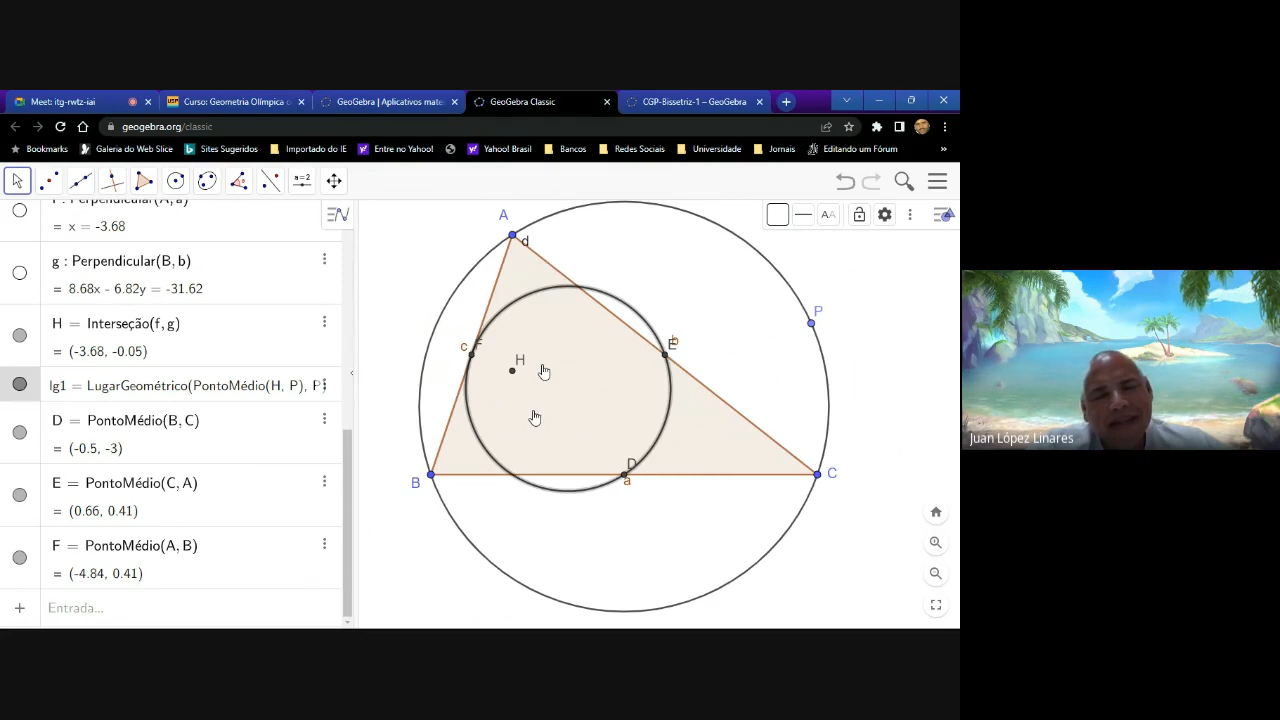 Meet: itg-rwtz-iai
Curso: Geometria Olímpica
GeoGebra | Aplicativos mate
GeoGebra Classic
CGP-Bissetriz-1 – GeoGebra
geogebra.org/classic
Bookmarks Galeria do Web Slice Sites Sugeridos Importado do IE Entre no Yahoo! Yahoo! Brasil Bancos Redes Sociais Universidade Jornais Editando um Fórum »
a=2
AA
: Perpendicular(A, a)
= x = -3.68
g : Perpendicular(B, b)
= 8.68x - 6.82y = -31.62
H = Interseção(f, g)
= (-3.68, -0.05)
lg1 = LugarGeométrico(PontoMédio(H, P), P
D = PontoMédio(B, C)
= (-0.5, -3)
E = PontoMédio(C, A)
= (0.66, 0.41)
F = PontoMédio(A, B)
= (-4.84, 0.41)
Entrada...
A
d
P
c F
E b
H
D
a
B
C
Juan López Linares